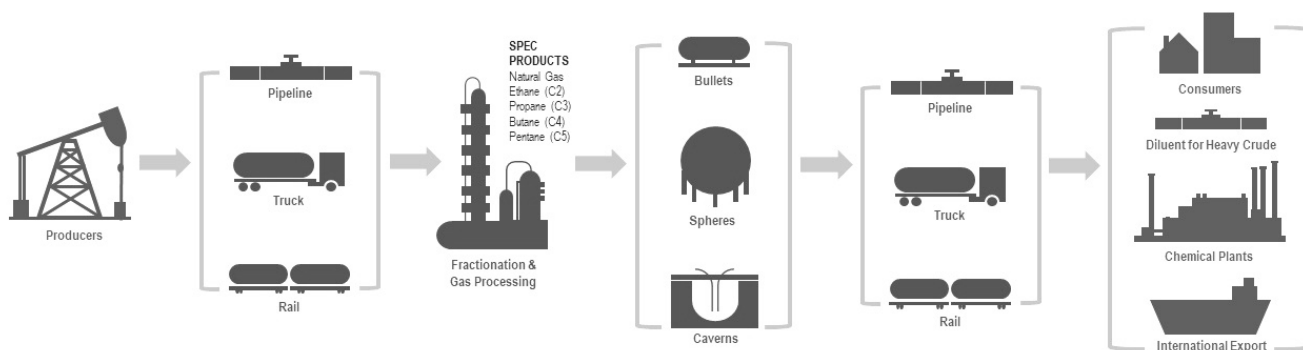 Producers
Pipeline
Truck
Rail
SPEC
PRODUCTS
Natural Gas
Ethane (C2)
Propane (C3)
Butane (C4)
Pentane (C5)
Fractionation &
Gas Processing
Bullets
Spheres
Caverns
Pipeline
Truck
Rail
Consumers
Diluent for Heavy Crude
Chemical Plants
International Export